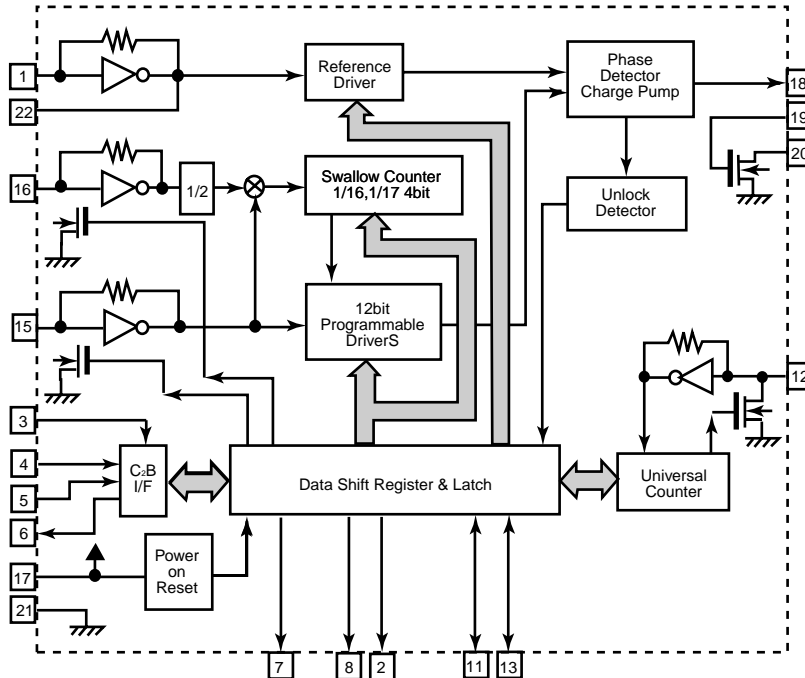 1
22
Reference
Driver
Phase
Detector
Charge Pump
18
19
20
16
1/2
Swallow Counter
1/16,1/17 4bit
Unlock
Detector
15
12bit
Programmable
DriverS
12
3
4
5
6
C2B
I/F
Data Shift Register & Latch
Universal
Counter
17
Power
on
Reset
21
7
8
2
11
13